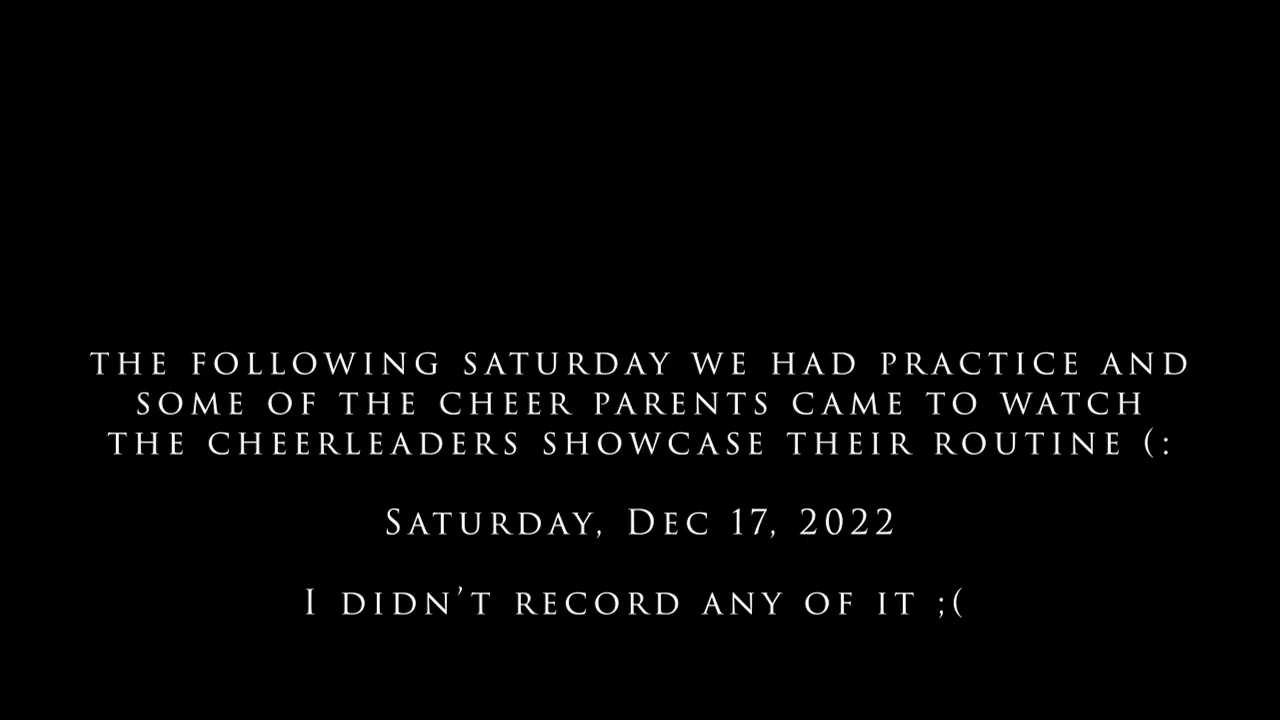 THE FOLLOWING SATURDAY WE HAD PRACTICE AND
SOME OF THE CHEER PARENTS CAME TO WATCH
THE CHEERLEADERS SHOWCASE THEIR ROUTINE (:
SATURDAY, DEC 17, 2022
I DIDN’T RECORD ANY OF IT ;(